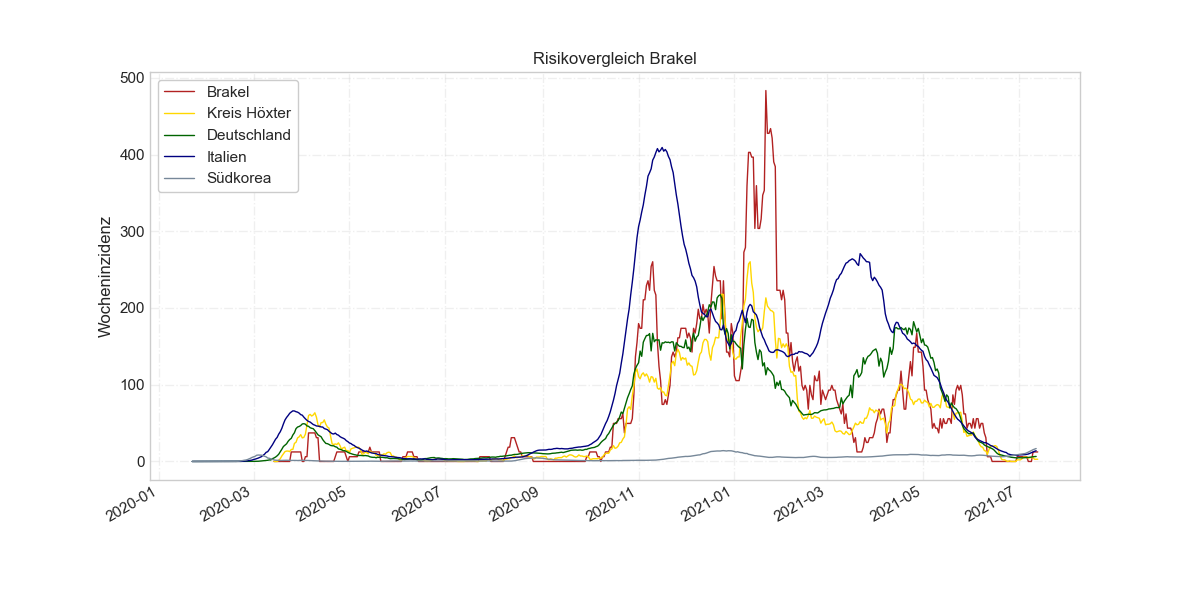 Risikovergleich Brakel
500
400
300
200
100
0
Wocheninzidenz
Brakel
Kreis Höxter
Deutschland
Italien
Südkorea
2020-01
2020-03
2020-05
2020-07
2020-09
2020-11
2021-01
2021-03
2021-05
2021-07